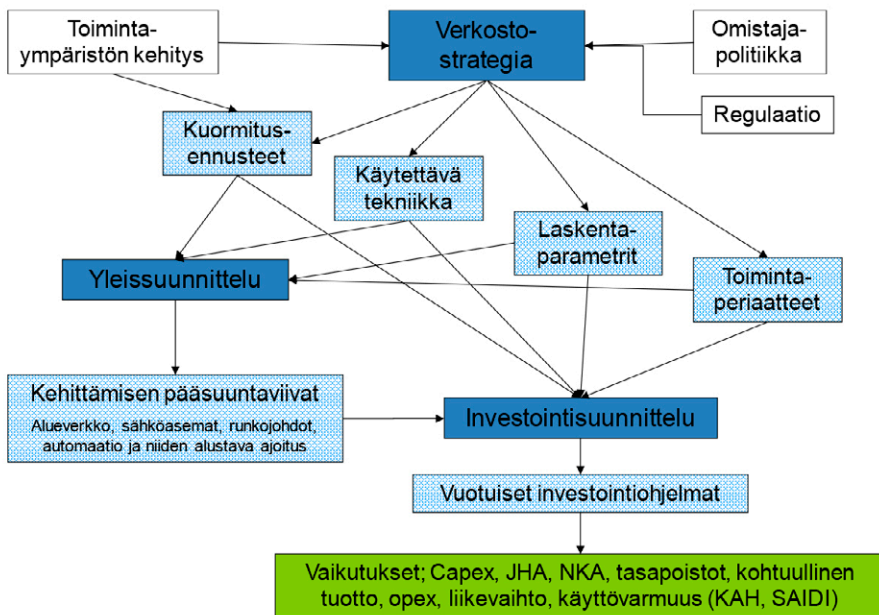 Toiminta-
ympäristön kehitys
Verkosto-
strategia
Omistaja-
politiikka
Regulaatio
Kuormitus-
ennusteet
Käytettävä
tekniikka
Laskenta-
parametrit
Toiminta-
periaatteet
Yleissuunnittelu
Kehittämisen pääsuuntaviivat
Alueverkko, sähköasemat, runkojohdot,
automaatio ja niiden alustava ajoitus
Investointisuunnittelu
Vuotuiset investointiohjelmat
Vaikutukset; Capex, JHA, NKA, tasapoistot, kohtuullinen
tuotto, opex, liikevaihto, käyttövarmuus (KAH, SAIDI)